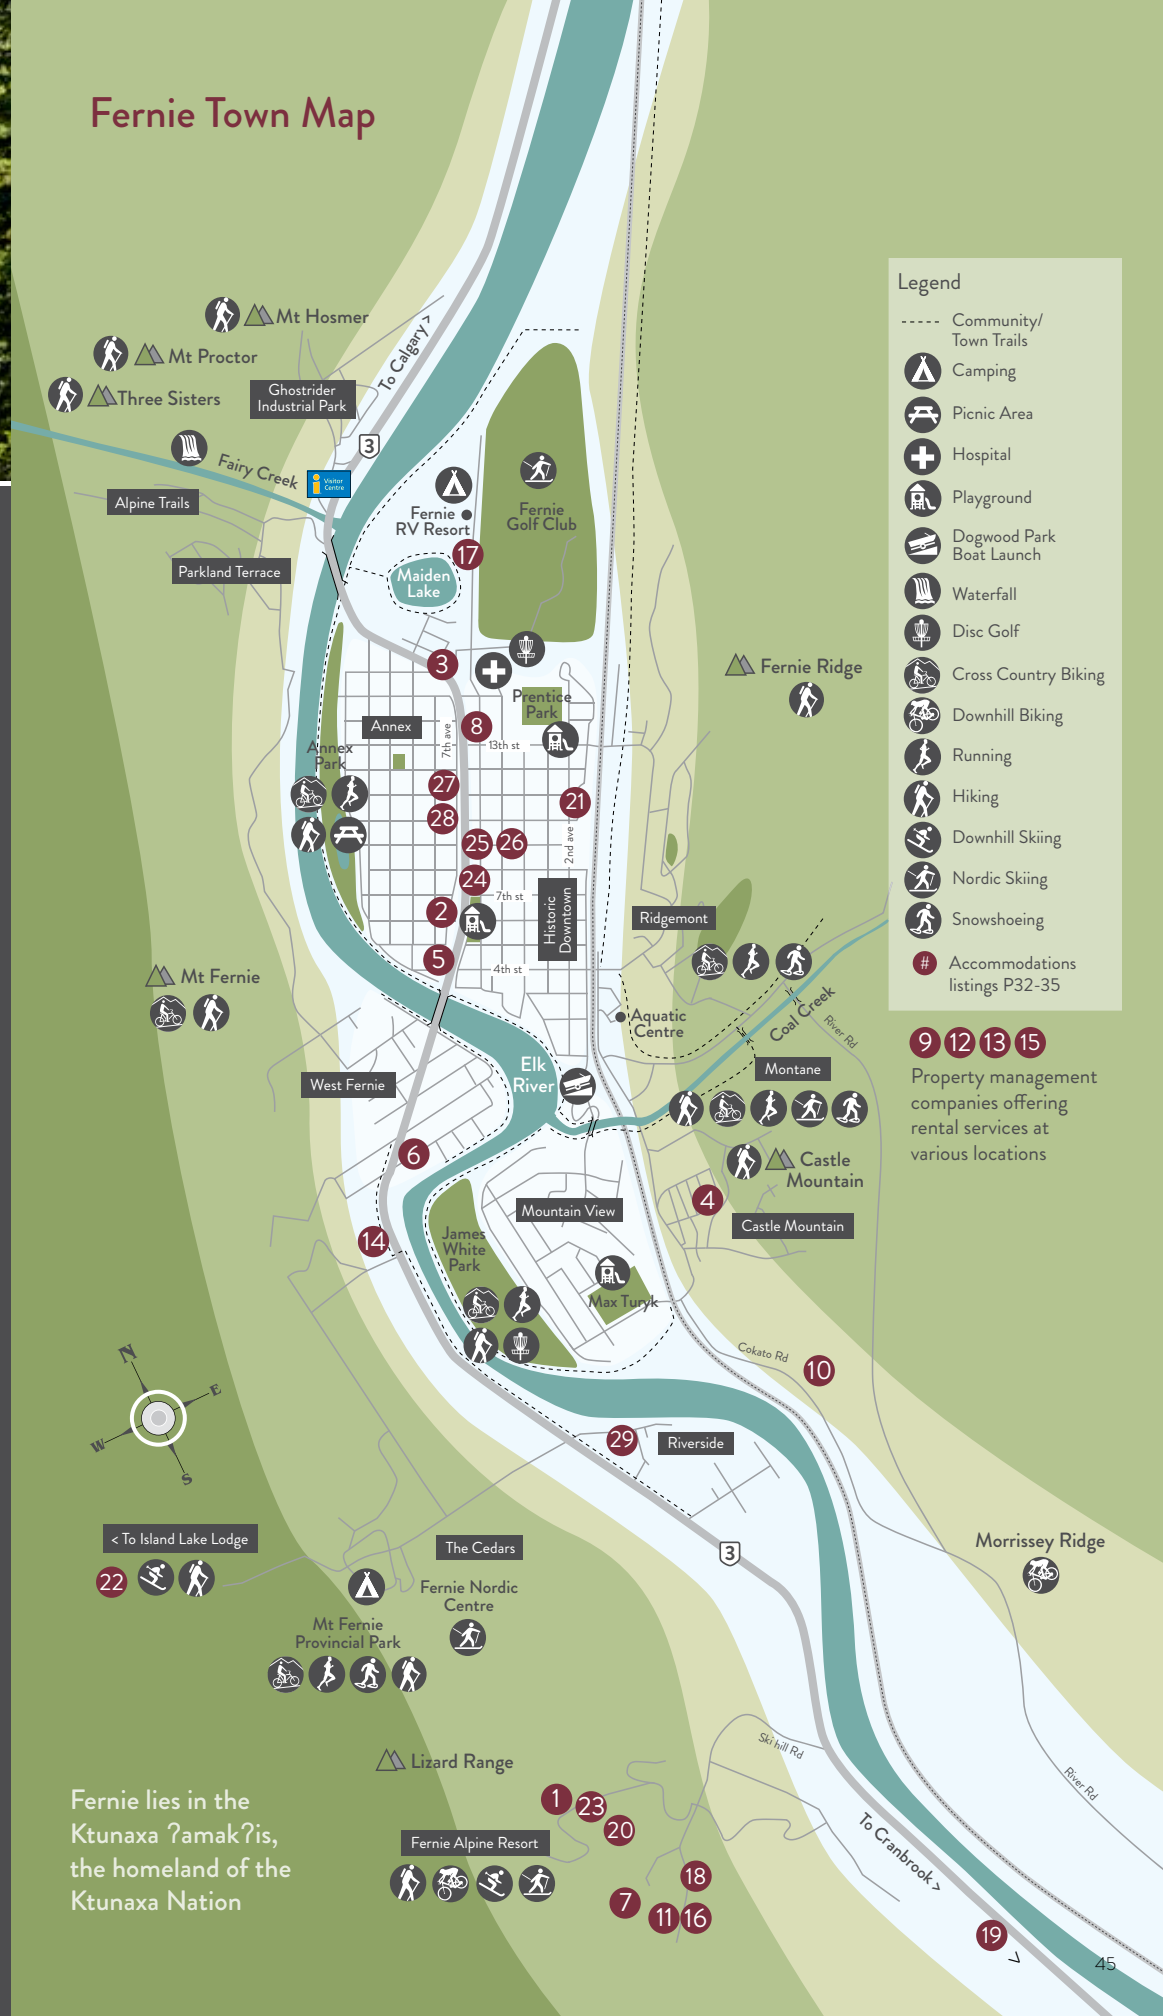 Fernie Town Map
Legend
Community/
Town Trails
Camping
Picnic Area
Hospital
Playground
Dogwood Park
Boat Launch
Waterfall
Disc Golf
Cross Country Biking
Downhill Biking
Running
Hiking
Downhill Skiing
Nordic Skiing
Snowshoeing
#
Accommodations
listings P32-35
9 12 13 15
Property management
companies offering
rental services at
various locations
Mt Hosmer
Mt Proctor
Three Sisters
Ghostrider
Industrial Park
To Calgary >
3
Fairy Creek
i Visitor
Centre
Alpine Trails
Parkland Terrace
Fernie
RV Resort
Fernie
Golf Club
17
Maiden
Lake
3
Prentice
Park
Fernie Ridge
Annex
7th ave
8
13th st
Annex
Park
27
28
21
25 26
2nd ave
24
7th st
2
Historic
Downtown
Ridgemont
5
4th st
Mt Fernie
Aquatic
Centre
Coal Creek
River Rd
Elk
River
West Fernie
Montane
6
Castle
Mountain
4
Mountain View
Castle Mountain
14
James
White
Park
Max Turyk
Cokato Rd
10
N
E
W
S
29
Riverside
3
< To Island Lake Lodge
22
The Cedars
Fernie Nordic
Centre
Mt Fernie
Provincial Park
Morrissey Ridge
Lizard Range
Ski hill Rd
River Rd
1
23
20
Fernie Alpine Resort
18
7
11 16
To Cranbrook >
19
>
Fernie lies in the
Ktunaxa ʔamakʔis,
the homeland of the
Ktunaxa Nation
45